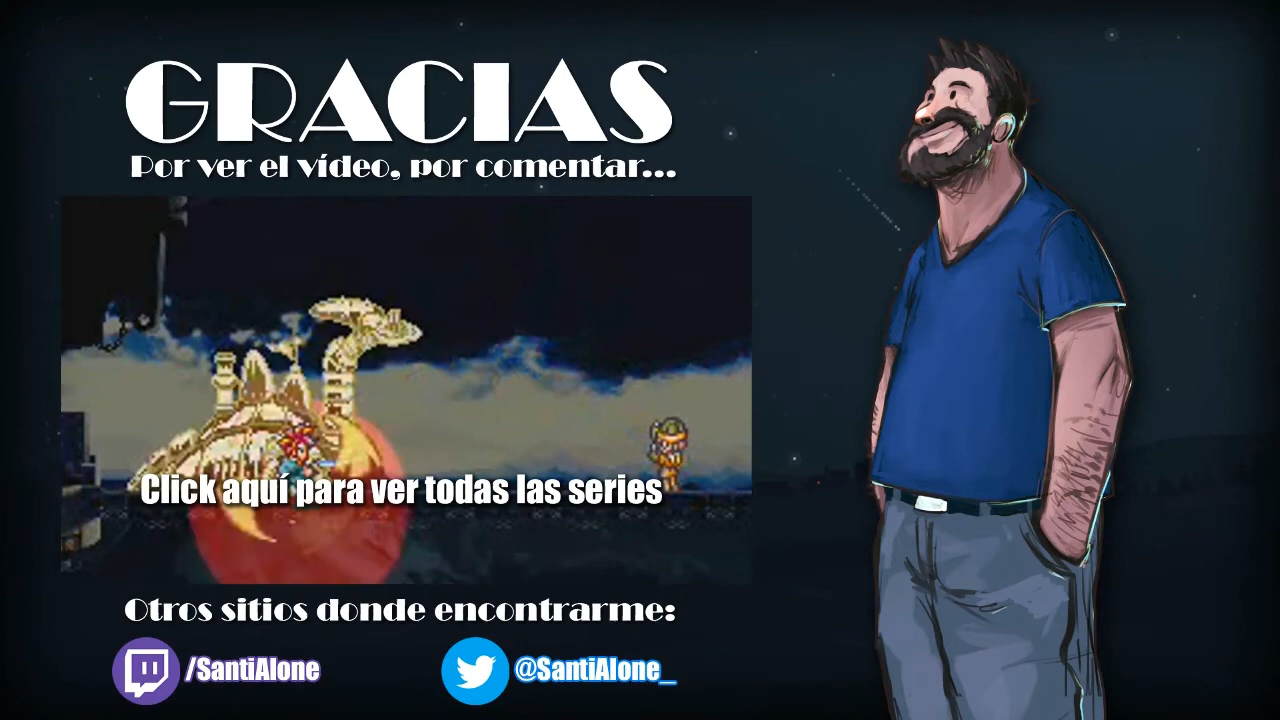 GRACIAS
Por ver el vídeo, por comentar...
Click aquí para ver todas las series
Otros sitios donde encontrarme:
/SantiAlone
@SantiAlone_